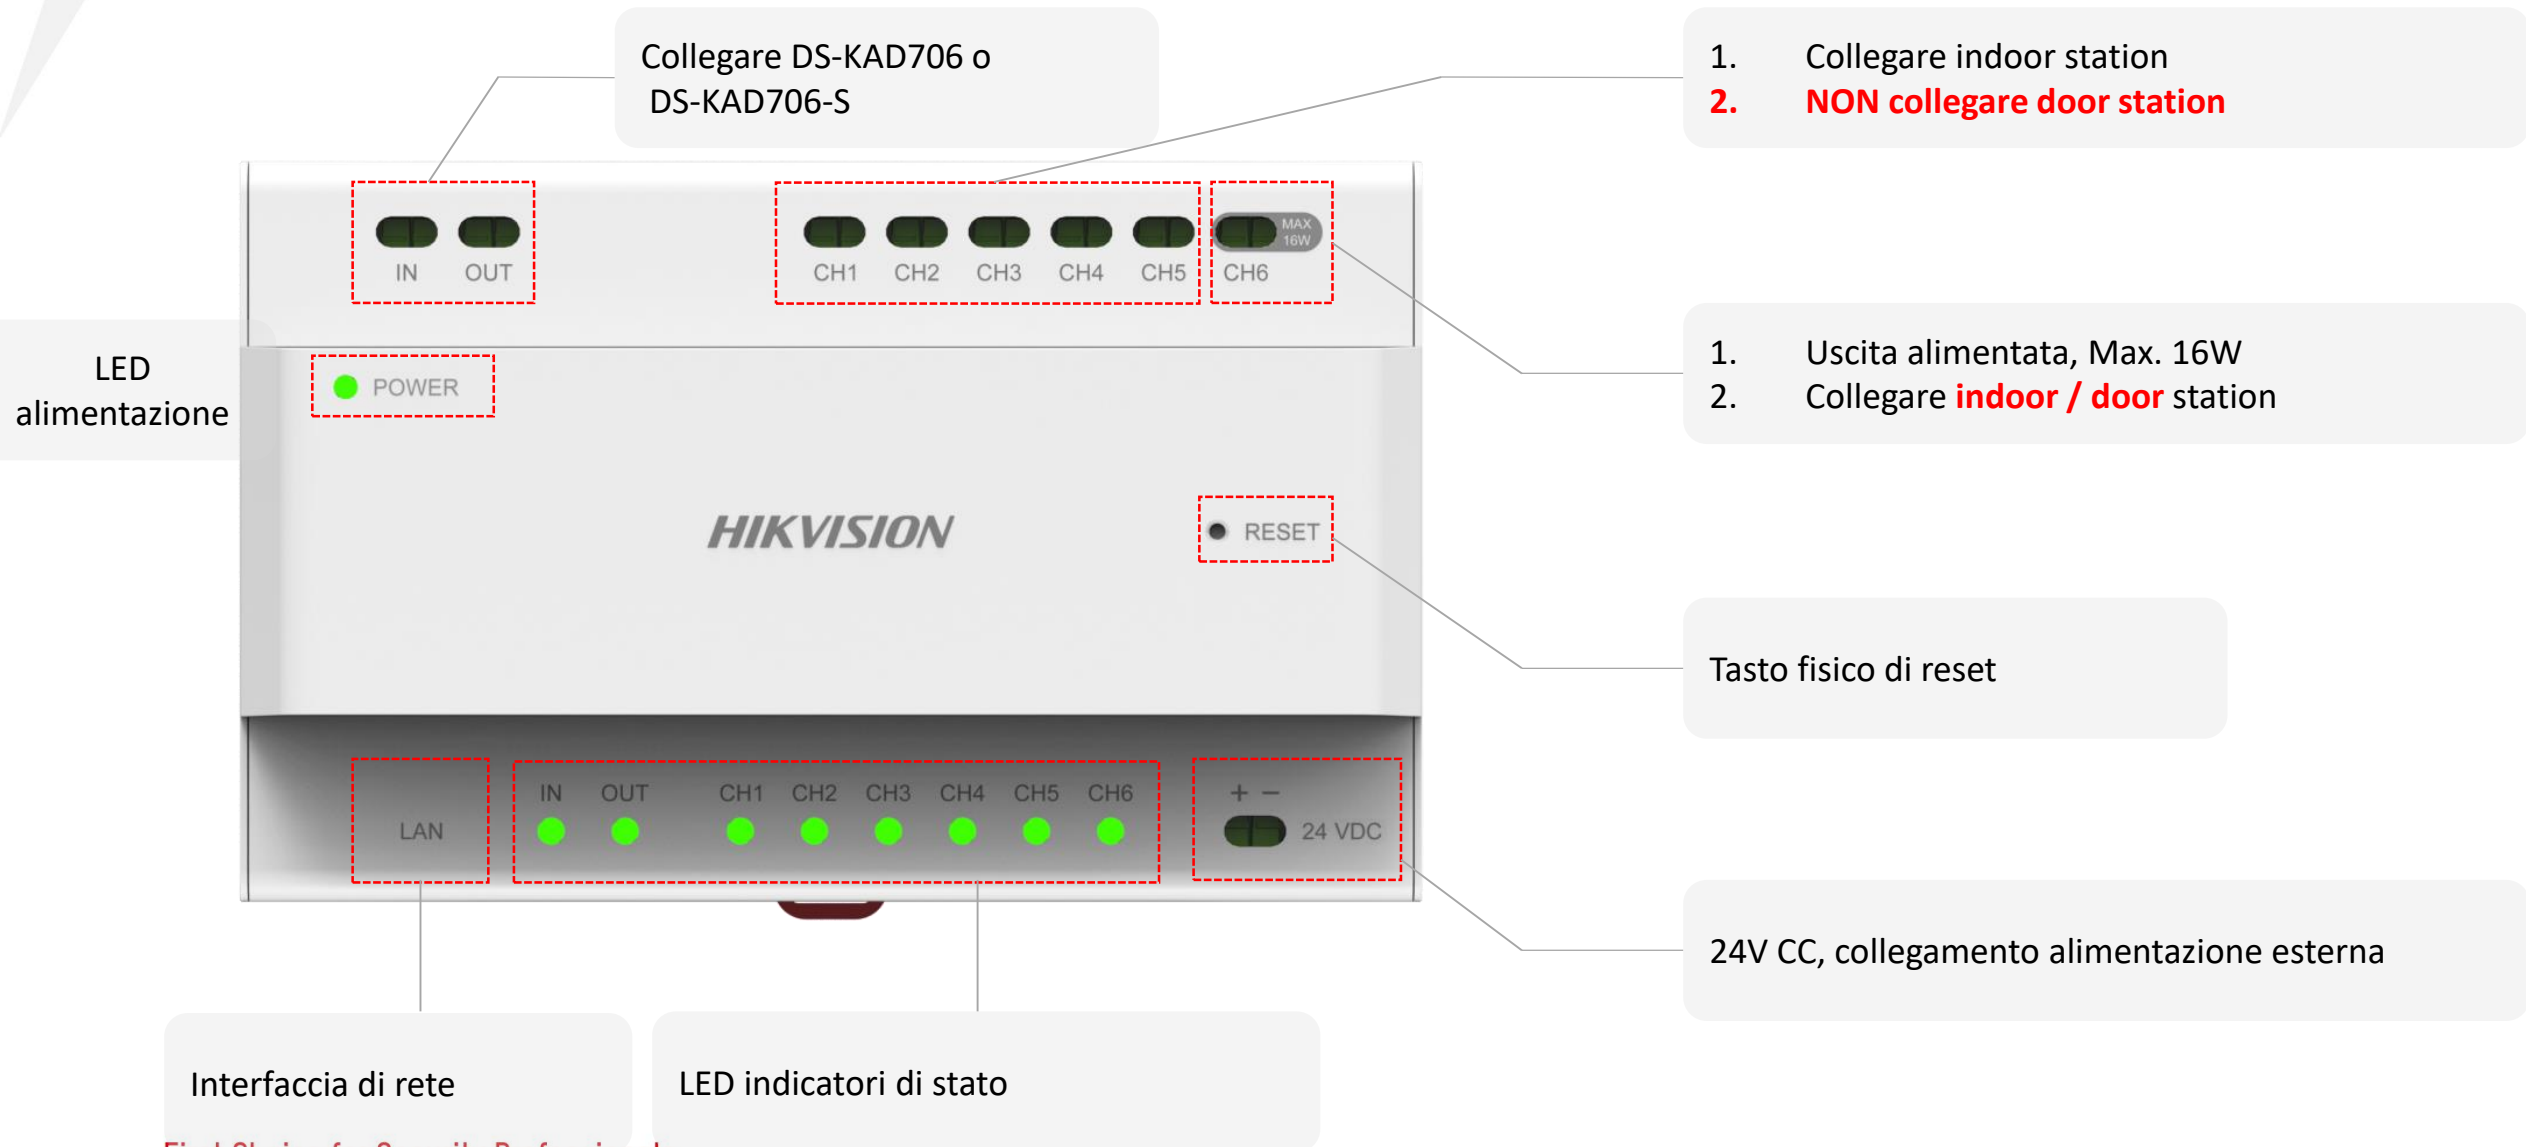 Collegare DS-KAD706 o
DS-KAD706-S
1. Collegare indoor station
2. NON collegare door station
IN OUT
CH1 CH2 CH3 CH4 CH5 CH6
MAX
16W
LED
alimentazione
POWER
1. Uscita alimentata, Max. 16W
2. Collegare indoor / door station
HIKVISION
RESET
Tasto fisico di reset
LAN
IN OUT CH1 CH2 CH3 CH4 CH5 CH6
+ −
24 VDC
24V CC, collegamento alimentazione esterna
Interfaccia di rete
LED indicatori di stato